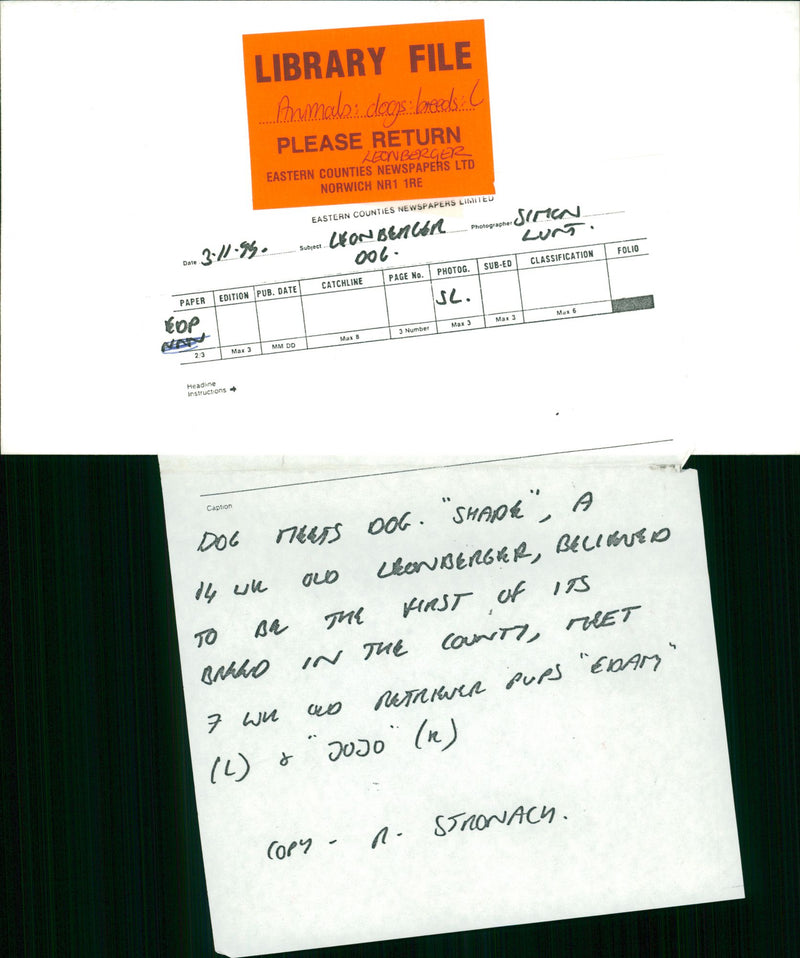 LIBRARY FILE
Animals: dogs: breeds: L
PLEASE RETURN
LEONBERGER
EASTERN COUNTIES NEWSPAPERS LTD
NORWICH NR1 1RE
EASTERN COUNTIES NEWSPAPERS LIMITED
Date 3.11.95. Subject LEONBERGER DOG. Photographer SIMON LUNT.
PAPER EDITION PUB. DATE CATCHLINE PAGE No. PHOTOG. SUB-ED CLASSIFICATION FOLIO
EDP SL.
2/3 Max 3 MM DD Max 8 3 Number Max 3 Max 3 Max 6
Headline
Instructions
Caption
DOG MEETS DOG. "SHADE", A
14 WK OLD LEONBERGER, BELIEVED
TO BE THE FIRST OF ITS
BREED IN THE COUNTY, MEET
7 WK OLD RETRIEVER PUPS "EDAM"
(L) & "JOJO" (R)
COPY - R. STRONACH.